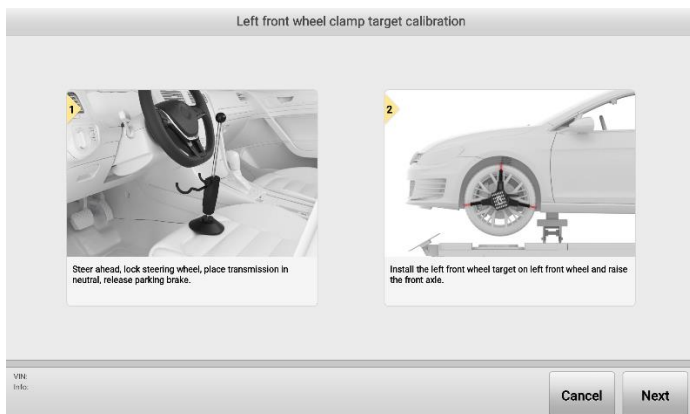 Left front wheel clamp target calibration
1
Steer ahead, lock steering wheel, place transmission in
neutral, release parking brake.
2
Install the left front wheel target on left front wheel and raise
the front axle.
VIN:
Info:
Cancel
Next